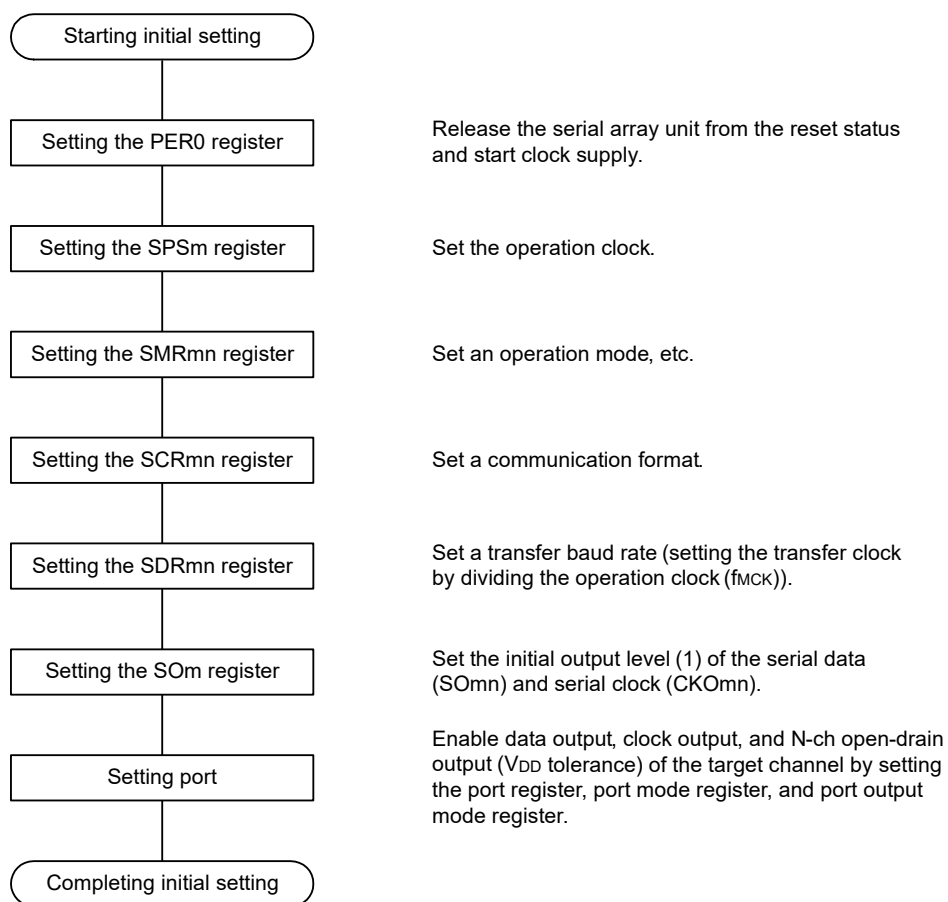 Starting initial setting
Setting the PER0 register
Release the serial array unit from the reset status
and start clock supply.
Setting the SPSm register
Set the operation clock.
Setting the SMRmn register
Set an operation mode, etc.
Setting the SCRmn register
Set a communication format.
Setting the SDRmn register
Set a transfer baud rate (setting the transfer clock
by dividing the operation clock (fMCK)).
Setting the SOm register
Set the initial output level (1) of the serial data
(SOmn) and serial clock (CKOmn).
Setting port
Enable data output, clock output, and N-ch open-drain
output (VDD tolerance) of the target channel by setting
the port register, port mode register, and port output
mode register.
Completing initial setting